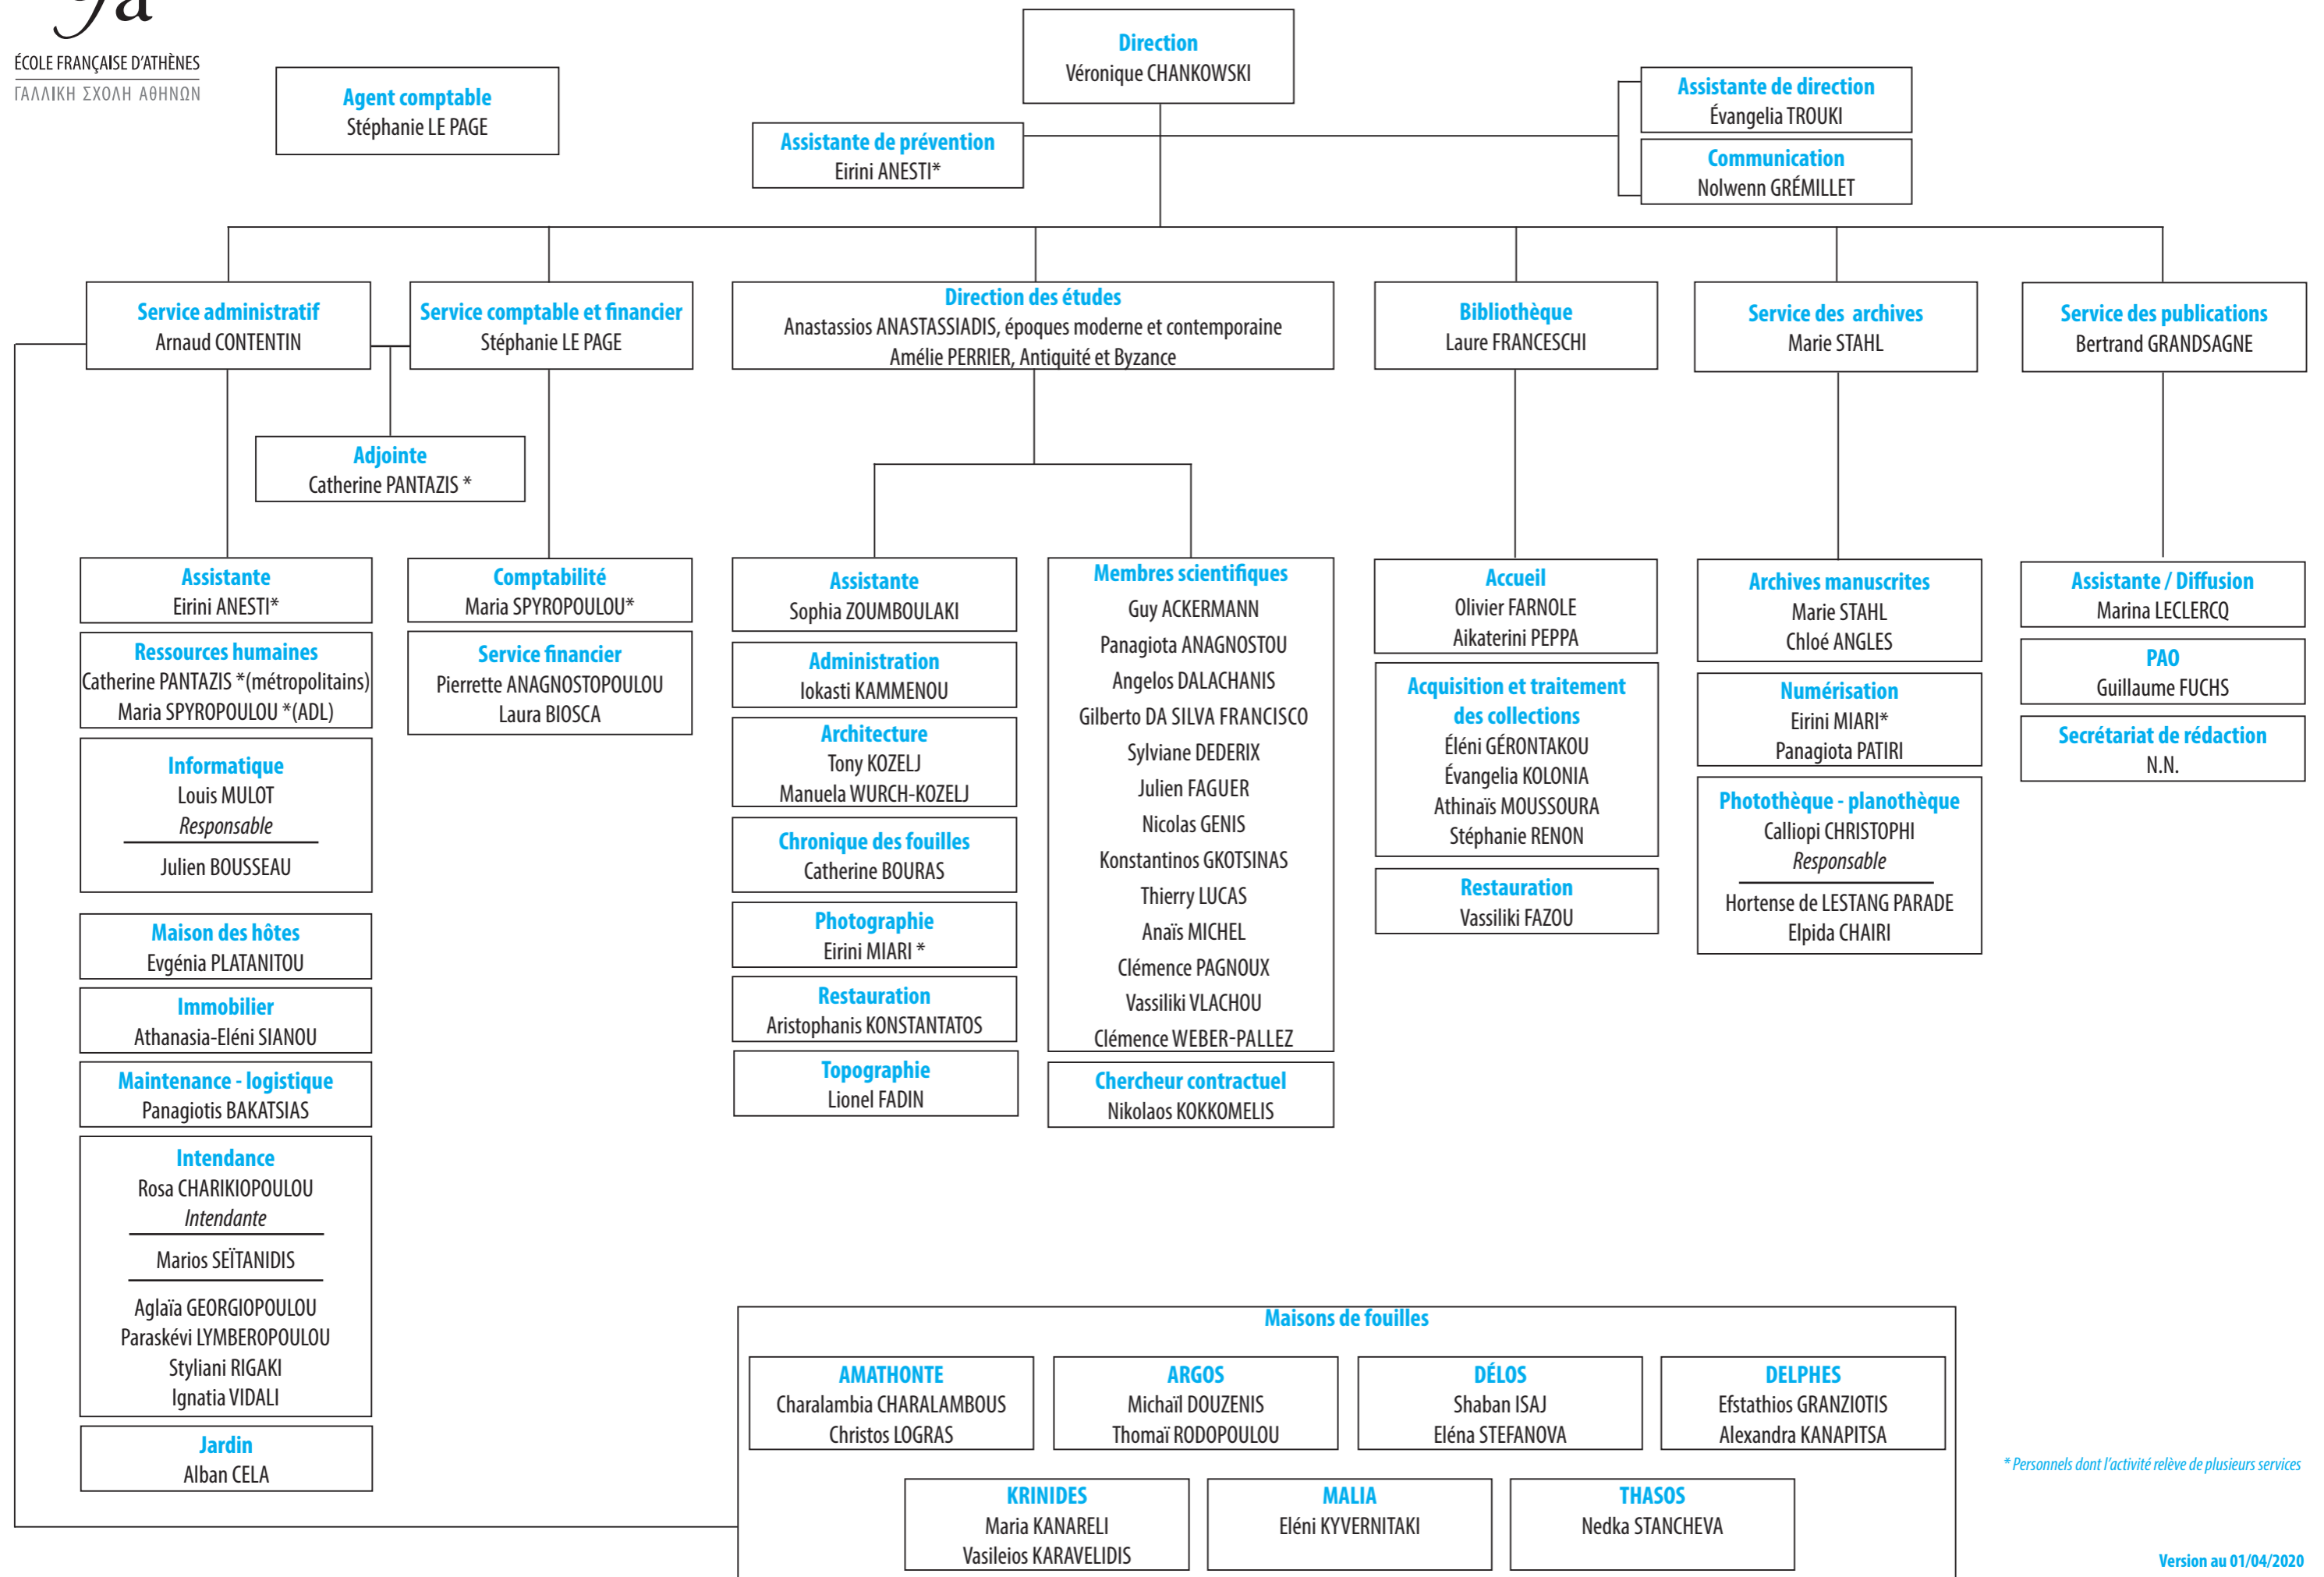 ÉCOLE FRANÇAISE D'ATHÈNES
ΓΑΛΛΙΚΗ ΣΧΟΛΗ ΑΘΗΝΩΝ
Agent comptable
Stéphanie LE PAGE
Direction
Véronique CHANKOWSKI
Assistante de prévention
Eirini ANESTI*
Assistante de direction
Évangelia TROUKI
Communication
Nolwenn GRÉMILLET
Service administratif
Arnaud CONTENTIN
Service comptable et financier
Stéphanie LE PAGE
Direction des études
Anastassios ANASTASSIADIS, époques moderne et contemporaine
Amélie PERRIER, Antiquité et Byzance
Bibliothèque
Laure FRANCESCHI
Service des archives
Marie STAHL
Service des publications
Bertrand GRANDSAGNE
Adjointe
Catherine PANTAZIS *
Assistante
Eirini ANESTI*
Ressources humaines
Catherine PANTAZIS *(métropolitains)
Maria SPYROPOULOU *(ADL)
Informatique
Louis MULOT
Responsable
Julien BOUSSEAU
Maison des hôtes
Evgénia PLATANITOU
Immobilier
Athanasia-Eléni SIANOU
Maintenance - logistique
Panagiotis BAKATSIAS
Intendance
Rosa CHARIKIOPOULOU
Intendante
Marios SEÏTANIDIS
Aglaïa GEORGIOPOULOU
Paraskévi LYMBEROPOULOU
Styliani RIGAKI
Ignatia VIDALI
Jardin
Alban CELA
Comptabilité
Maria SPYROPOULOU*
Service financier
Pierrette ANAGNOSTOPOULOU
Laura BIOSCA
Assistante
Sophia ZOUMBOULAKI
Administration
Iokasti KAMMENOU
Architecture
Tony KOZELJ
Manuela WURCH-KOZELJ
Chronique des fouilles
Catherine BOURAS
Photographie
Eirini MIARI *
Restauration
Aristophanis KONSTANTATOS
Topographie
Lionel FADIN
Membres scientifiques
Guy ACKERMANN
Panagiota ANAGNOSTOU
Angelos DALACHANIS
Gilberto DA SILVA FRANCISCO
Sylviane DEDERIX
Julien FAGUER
Nicolas GENIS
Konstantinos GKOTSINAS
Thierry LUCAS
Anaïs MICHEL
Clémence PAGNOUX
Vassiliki VLACHOU
Clémence WEBER-PALLEZ
Chercheur contractuel
Nikolaos KOKKOMELIS
Accueil
Olivier FARNOLE
Aikaterini PEPPA
Acquisition et traitement
des collections
Éléni GÉRONTAKOU
Évangelia KOLONIA
Athinaïs MOUSSOURA
Stéphanie RENON
Restauration
Vassiliki FAZOU
Archives manuscrites
Marie STAHL
Chloé ANGLES
Numérisation
Eirini MIARI*
Panagiota PATIRI
Photothèque - planothèque
Calliopi CHRISTOPHI
Responsable
Hortense de LESTANG PARADE
Elpida CHAIRI
Assistante / Diffusion
Marina LECLERCQ
PAO
Guillaume FUCHS
Secrétariat de rédaction
N.N.
Maisons de fouilles
AMATHONTE
Charalambia CHARALAMBOUS
Christos LOGRAS
ARGOS
Michaïl DOUZENIS
Thomaï RODOPOULOU
DÉLOS
Shaban ISAJ
Eléna STEFANOVA
DELPHES
Efstathios GRANZIOTIS
Alexandra KANAPITSA
KRINIDES
Maria KANARELI
Vasileios KARAVELIDIS
MALIA
Eléni KYVERNITAKI
THASOS
Nedka STANCHEVA
* Personnels dont l'activité relève de plusieurs services
Version au 01/04/2020